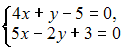 4x + y − 5 = 0,
5x − 2y + 3 = 0